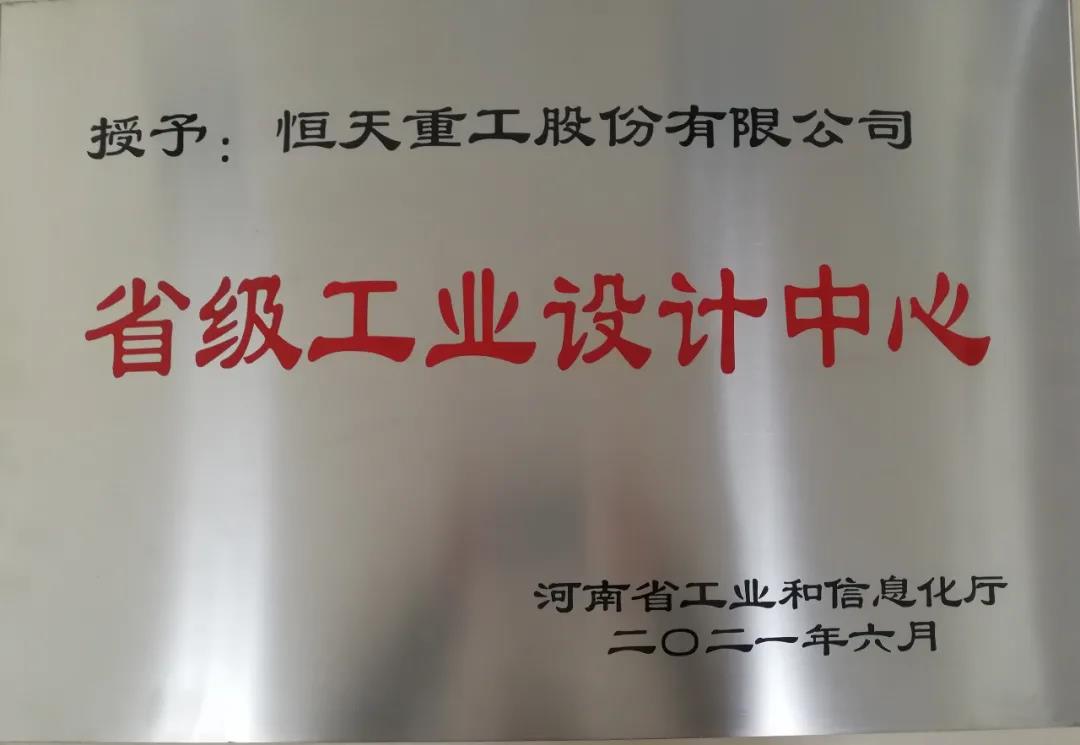 授予：恒天重工股份有限公司
省级工业设计中心
河南省工业和信息化厅
二〇二一年六月